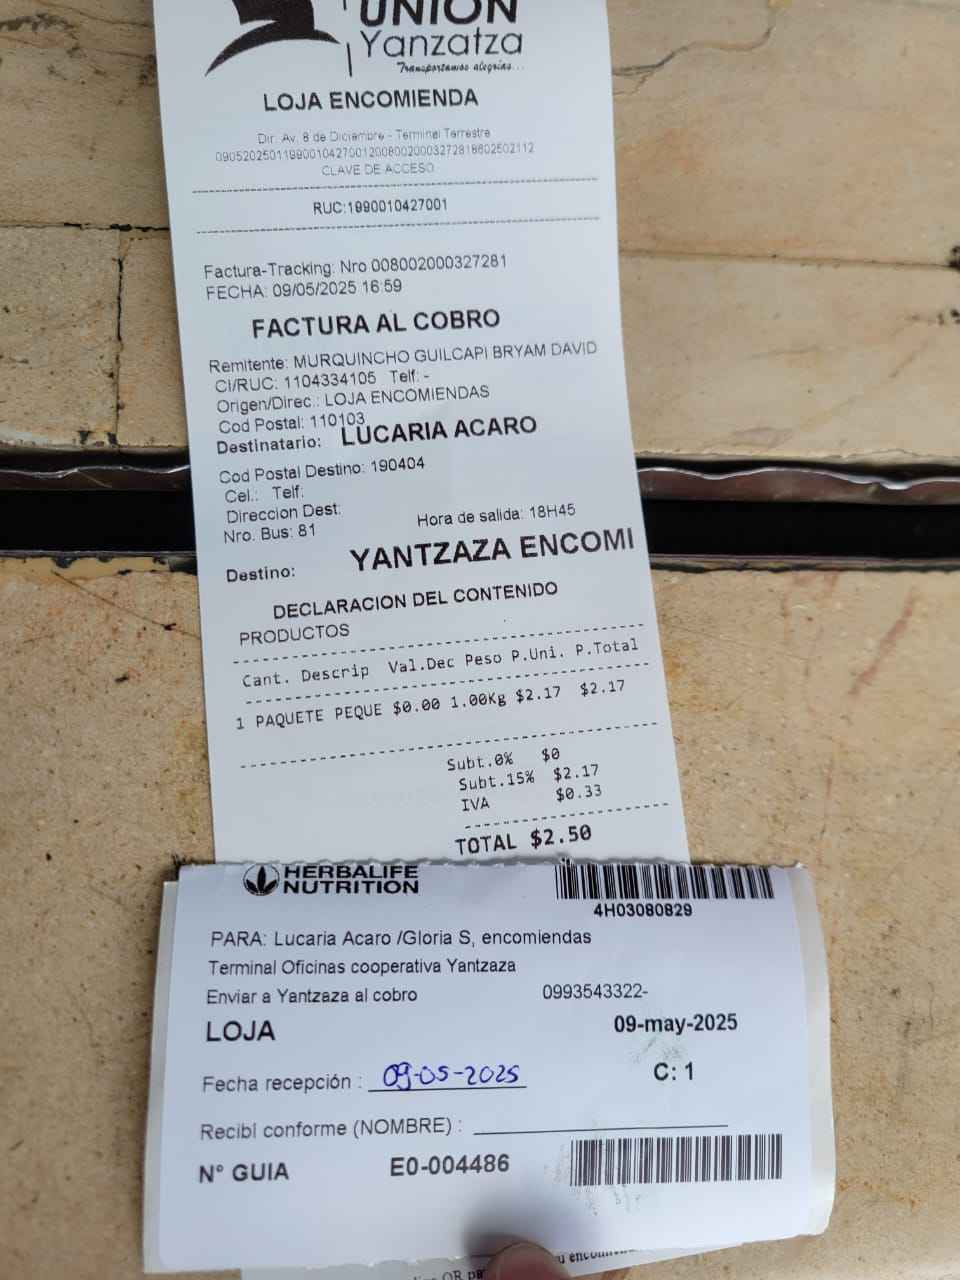 UNION
Yanzatza
Transportamos alegrías...
LOJA ENCOMIENDA
Dir. Av. 8 de Diciembre - Terminal Terrestre
0905202501199001042700120080020003272818602502112
CLAVE DE ACCESO
RUC:1990010427001
Factura-Tracking: Nro 008002000327281
FECHA: 09/05/2025 16:59
FACTURA AL COBRO
Remitente: MURQUINCHO GUILCAPI BRYAM DAVID
CI/RUC: 1104334105 Telf: -
Origen/Direc.: LOJA ENCOMIENDAS
Cod Postal: 110103
Destinatario: LUCARIA ACARO
Cod Postal Destino: 190404
Cel.: Telf:
Direccion Dest:
Nro. Bus: 81 Hora de salida: 18H45
Destino: YANTZAZA ENCOMI
DECLARACION DEL CONTENIDO
PRODUCTOS
Cant. Descrip Val.Dec Peso P.Uni. P.Total
1 PAQUETE PEQUE $0.00 1.00Kg $2.17 $2.17
Subt.0% $0
Subt.15% $2.17
IVA $0.33
TOTAL $2.50
HERBALIFE
NUTRITION
4H03080829
PARA: Lucaria Acaro /Gloria S, encomiendas
Terminal Oficinas cooperativa Yantzaza
Enviar a Yantzaza al cobro 0993543322-
LOJA 09-may-2025
Fecha recepción : 09-05-2025 C: 1
Recibí conforme (NOMBRE) :
N° GUIA E0-004486